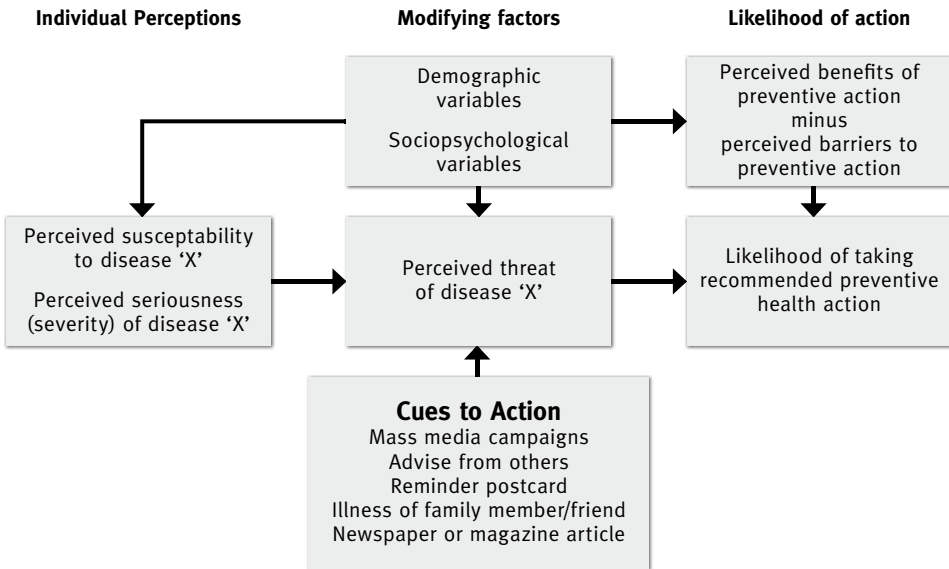 Individual Perceptions
Modifying factors
Likelihood of action
Demographic
variables
Sociopsychological
variables
Perceived benefits of
preventive action
minus
perceived barriers to
preventive action
Perceived susceptability
to disease ‘X’
Perceived seriousness
(severity) of disease ‘X’
Perceived threat
of disease ‘X’
Likelihood of taking
recommended preventive
health action
Cues to Action
Mass media campaigns
Advise from others
Reminder postcard
Illness of family member/friend
Newspaper or magazine article